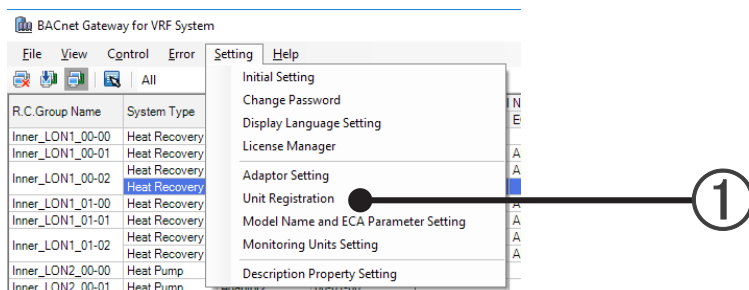 BACnet Gateway for VRF System
File View Control Error Setting Help
All
Initial Setting
Change Password
Display Language Setting
License Manager
Adaptor Setting
Unit Registration
Model Name and ECA Parameter Setting
Monitoring Units Setting
Description Property Setting
1
R.C.Group Name System Type
Inner_LON1_00-00 Heat Recovery
Inner_LON1_00-01 Heat Recovery
Inner_LON1_00-02 Heat Recovery
Heat Recovery
Inner_LON1_01-00 Heat Recovery
Inner_LON1_01-01 Heat Recovery
Inner_LON1_01-02 Heat Recovery
Heat Recovery
Inner_LON2_00-00 Heat Pump
Inner_LON2_00-01 Heat Pump